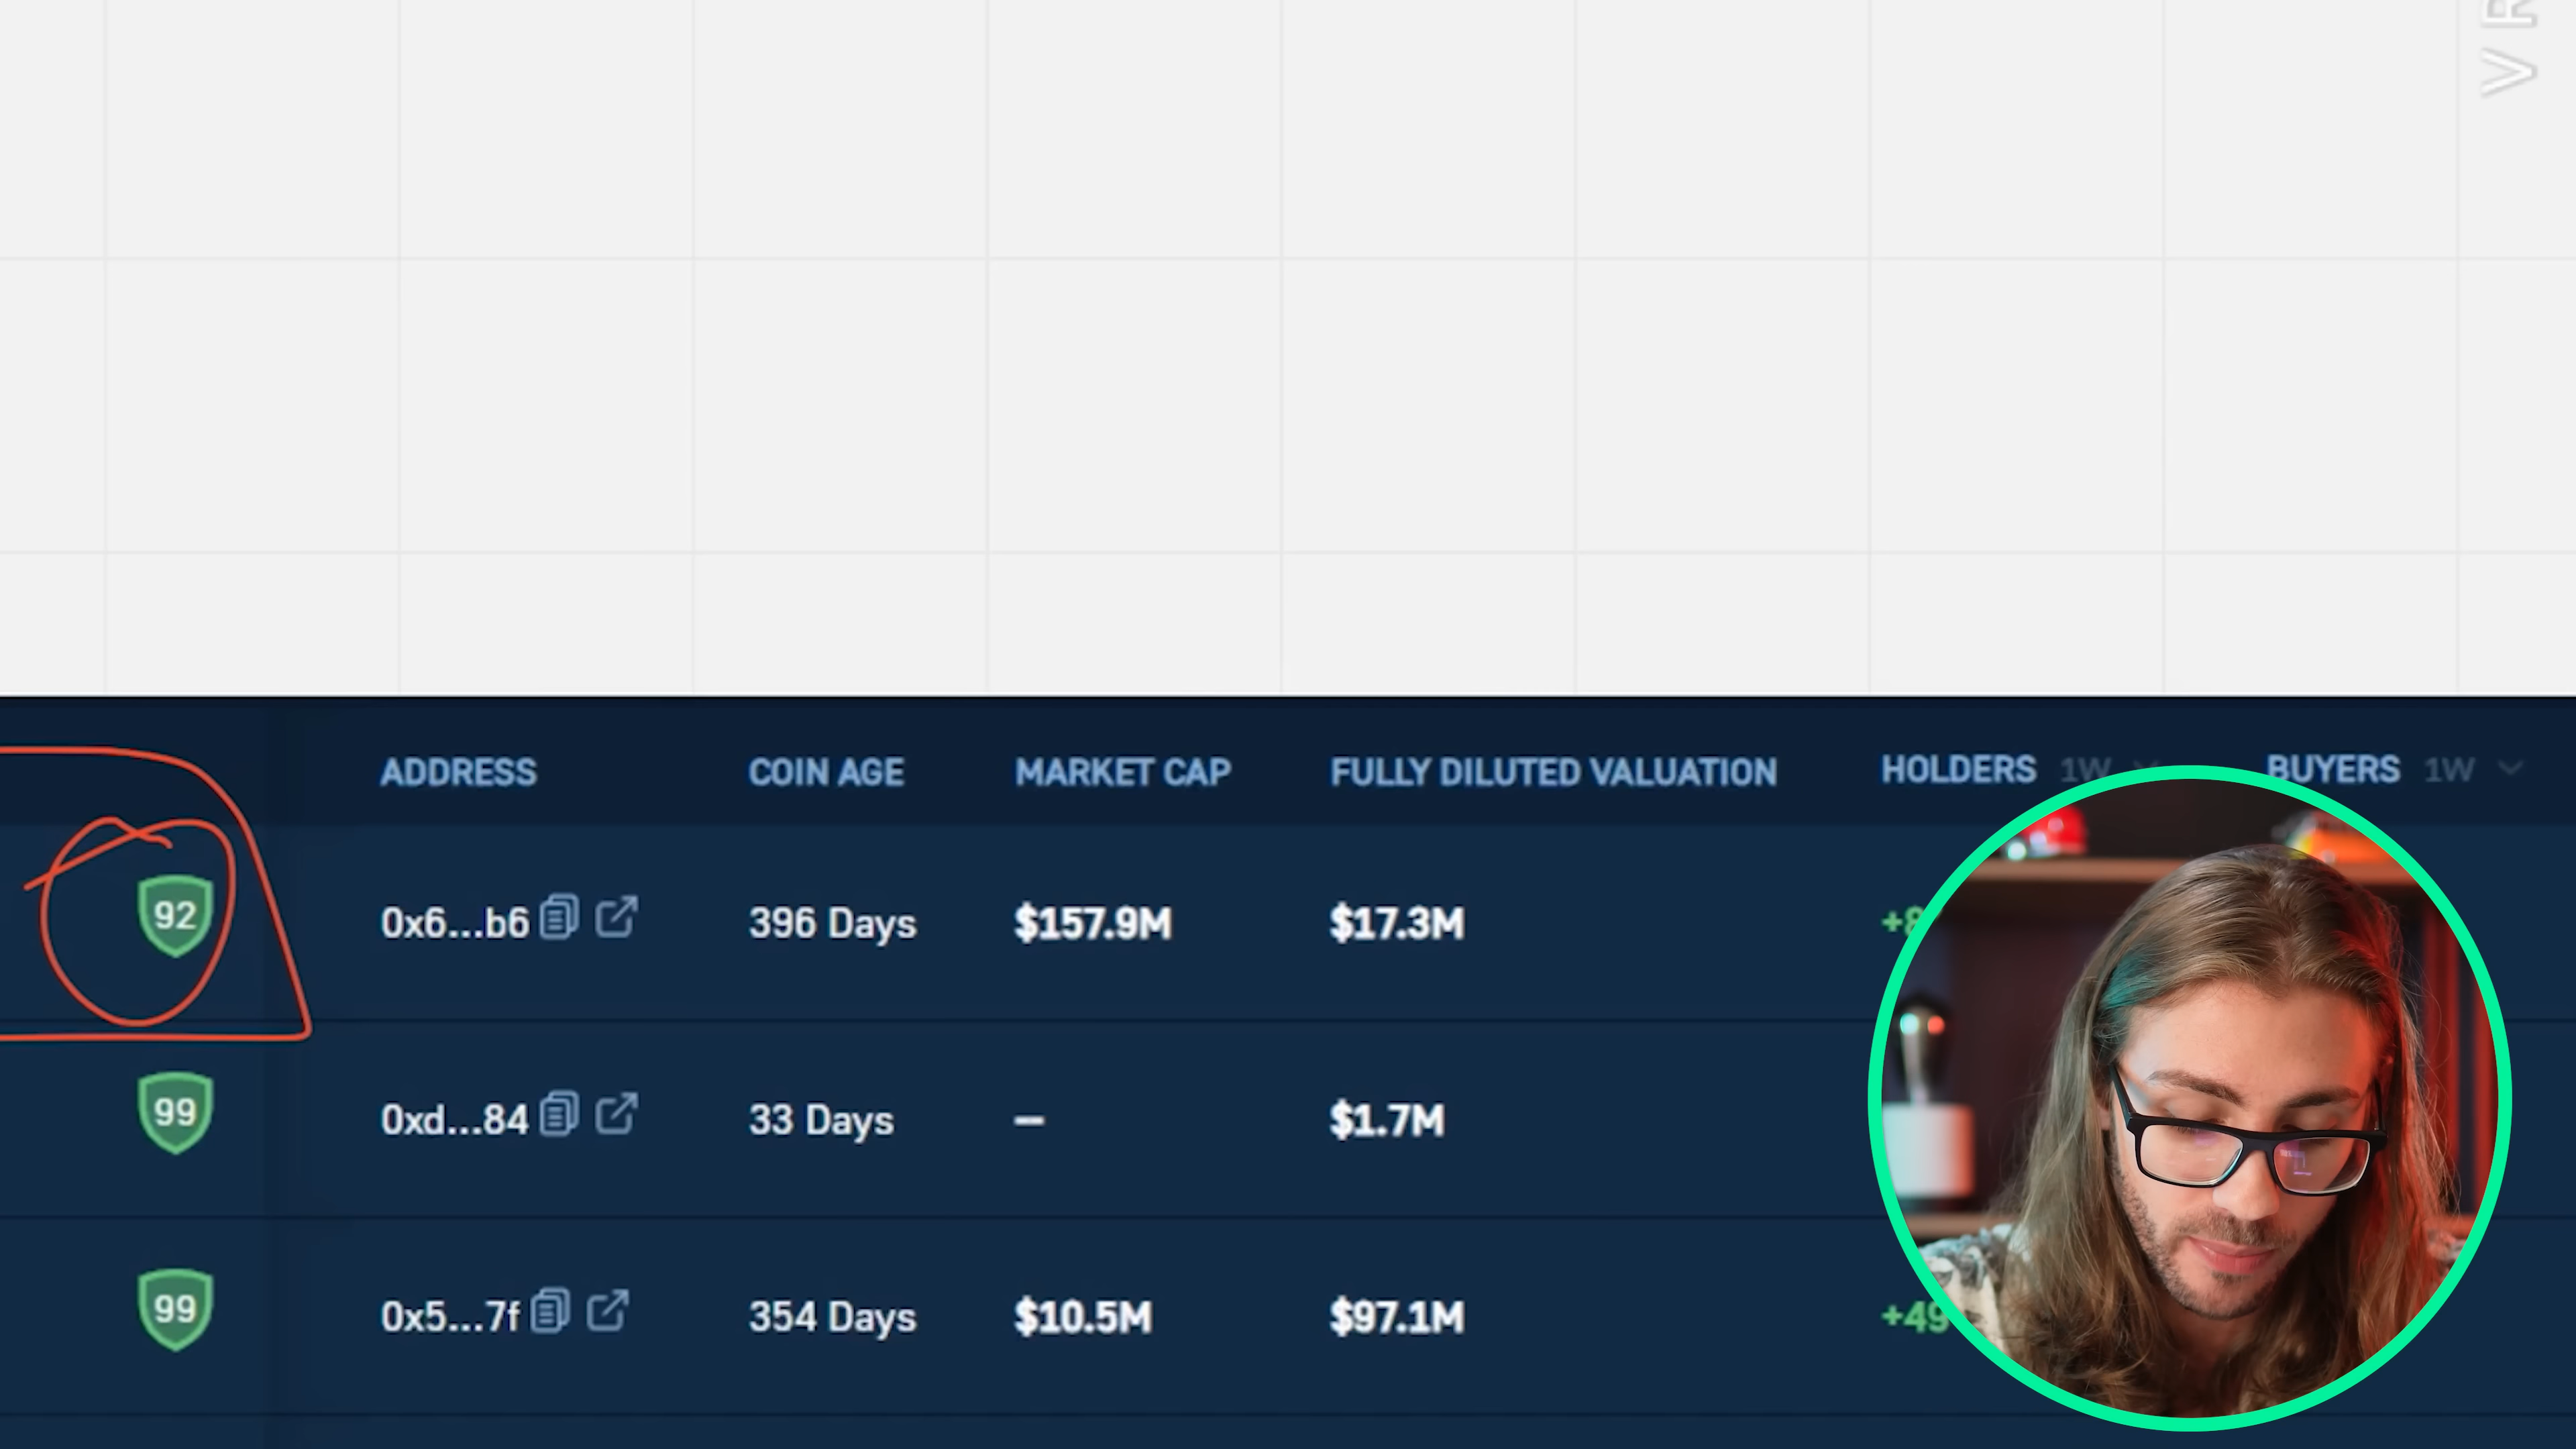 V R
ADDRESS COIN AGE MARKET CAP FULLY DILUTED VALUATION HOLDERS 1W BUYERS 1W
92 0x6...b6 396 Days $157.9M $17.3M
99 0xd...84 33 Days – $1.7M
99 0x5...7f 354 Days $10.5M $97.1M +49